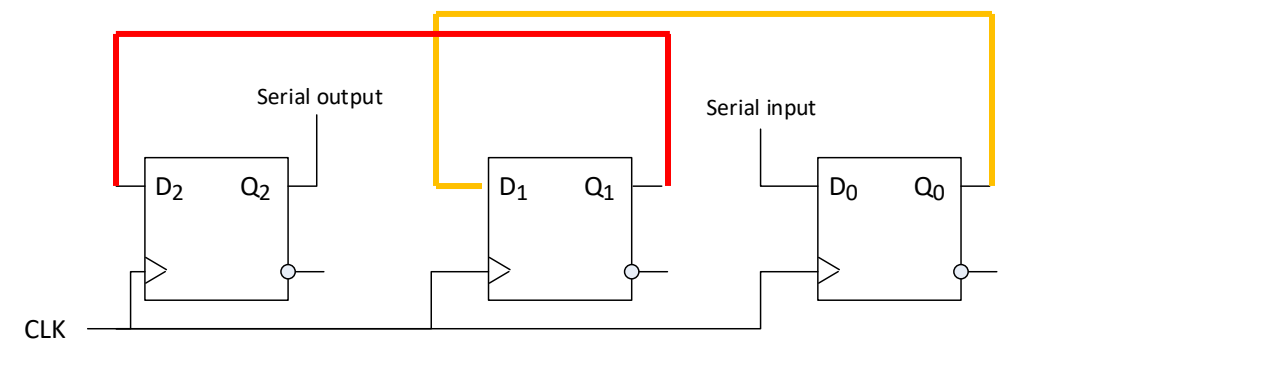 Serial output
Serial input
D2
Q2
D1
Q1
D0
Q0
CLK